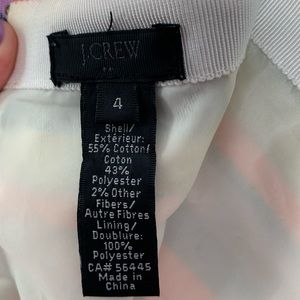 J.CREW
4
Shell/
Extérieur:
55% Cotton/
Coton
43%
Polyester
2% Other
Fibers/
Autre Fibres
Lining/
Doublure:
100%
Polyester
CA# 56445
Made in
China